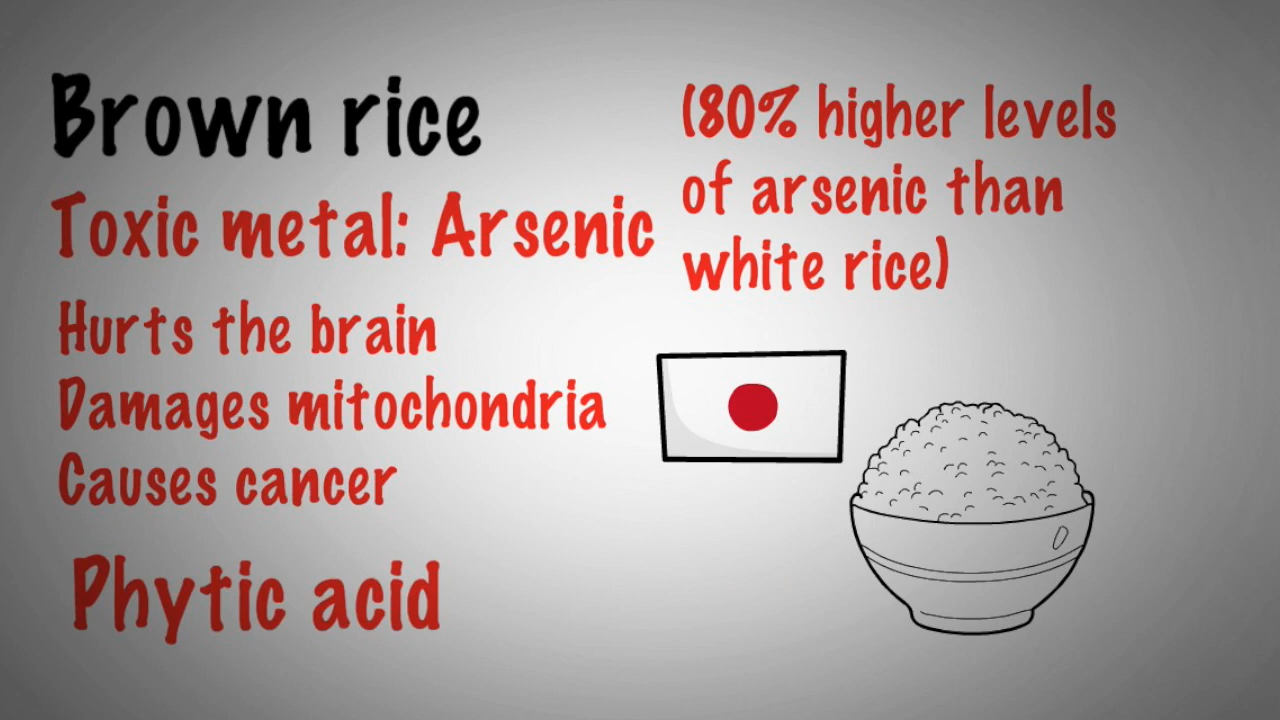 Brown rice
Toxic metal: Arsenic
(80% higher levels
of arsenic than
white rice)
Hurts the brain
Damages mitochondria
Causes cancer
Phytic acid